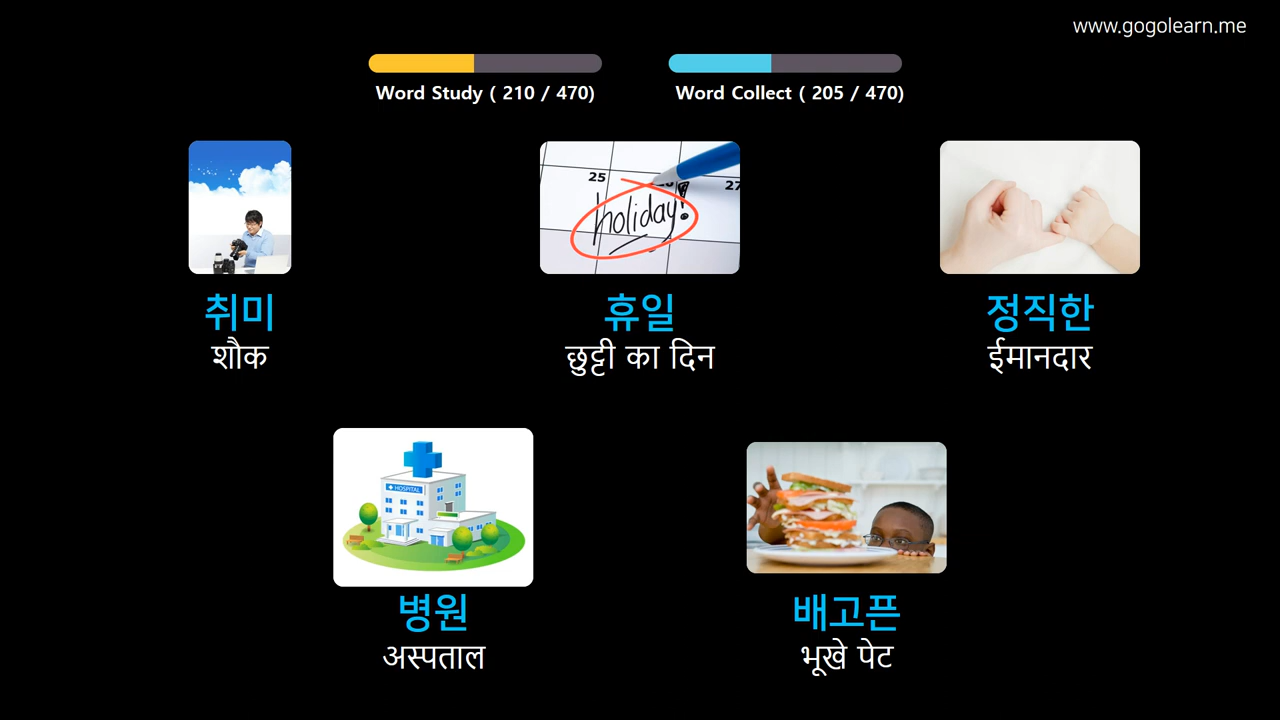 www.gogolearn.me
Word Study ( 210 / 470)
Word Collect ( 205 / 470)
25
27
holiday!
취미
शौक
휴일
छुट्टी का दिन
정직한
ईमानदार
HOSPITAL
병원
अस्पताल
배고픈
भूखे पेट